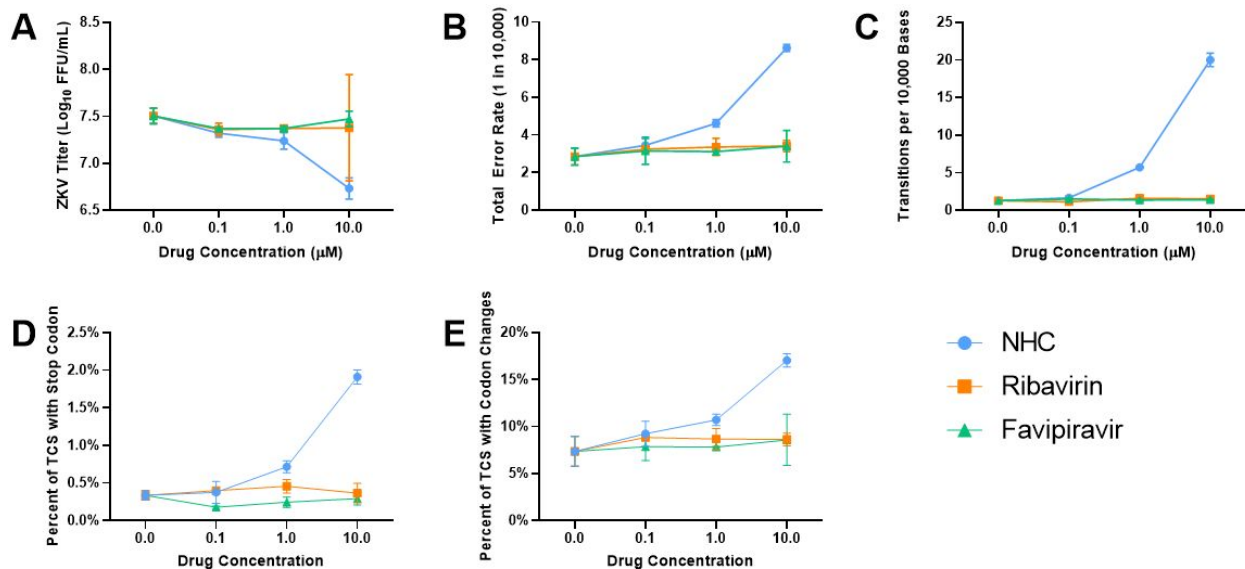 A
ZKV Titer (Log10 FFU/mL)
8.5
8.0
7.5
7.0
6.5
0.0 0.1 1.0 10.0
Drug Concentration (μM)
B
Total Error Rate (1 in 10,000)
10
8
6
4
2
0
0.0 0.1 1.0 10.0
Drug Concentration (μM)
C
Transitions per 10,000 Bases
25
20
15
10
5
0
0.0 0.1 1.0 10.0
Drug Concentration (μM)
D
Percent of TCS with Stop Codon
2.5%
2.0%
1.5%
1.0%
0.5%
0.0%
0.0 0.1 1.0 10.0
Drug Concentration
E
Percent of TCS with Codon Changes
20%
15%
10%
5%
0%
0.0 0.1 1.0 10.0
Drug Concentration
NHC
Ribavirin
Favipiravir